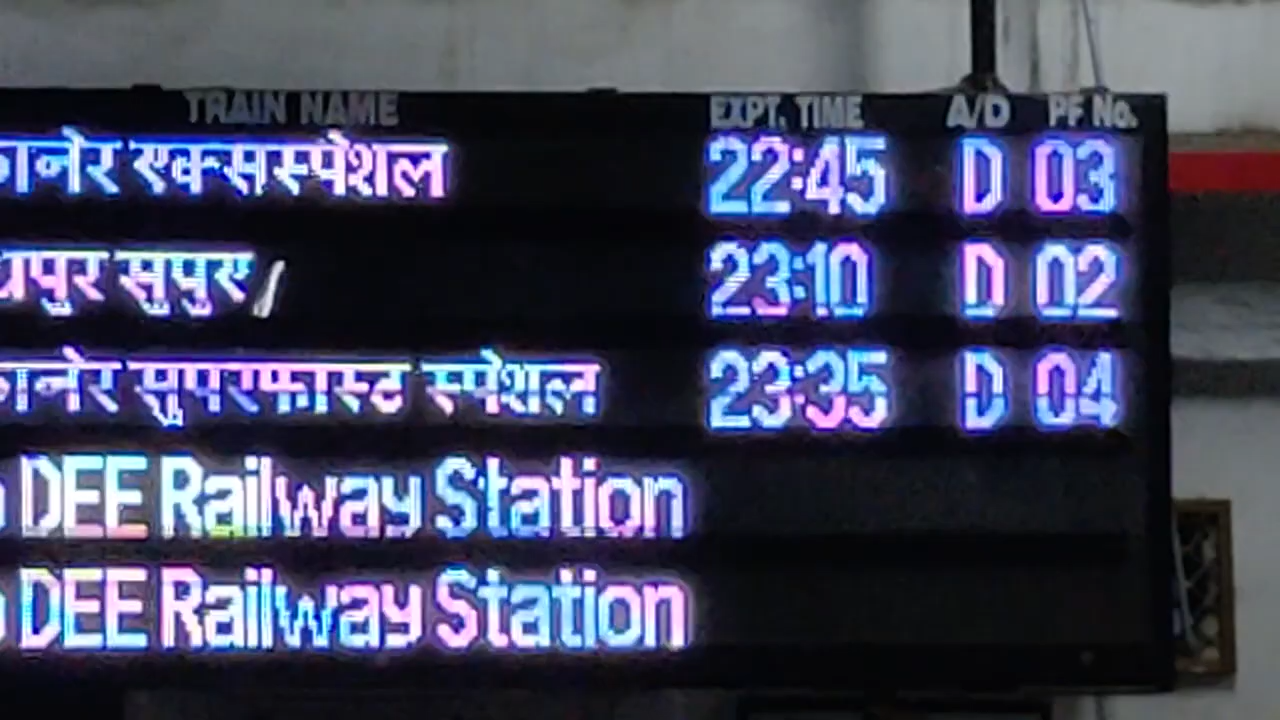 TRAIN NAME EXPT. TIME A/D PF No.
एक्सस्पेशल 22:45 D 03
सुपुए/ 23:10 D 02
सुपरफास्ट स्पेशल 23:35 D 04
DEE Railway Station
DEE Railway Station